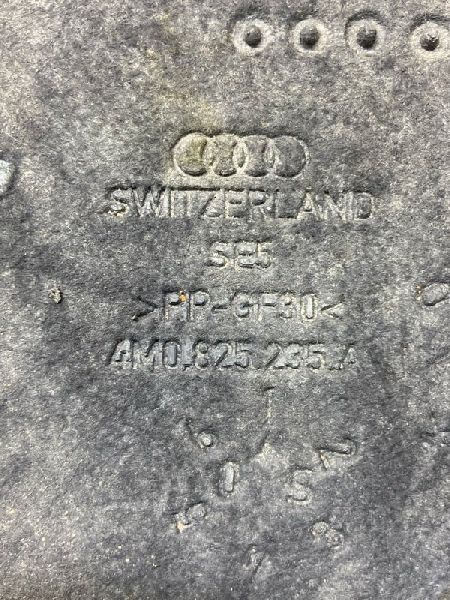 SWITZERLAND
SE5
>PP-GF30<
4M0.825.235.A